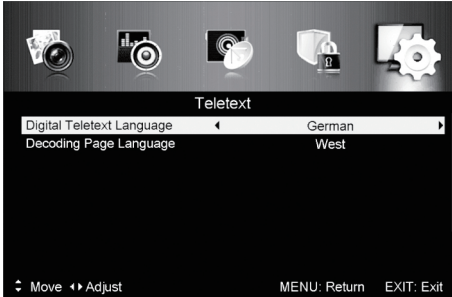 Teletext
Digital Teletext Language German
Decoding Page Language West
Move Adjust MENU: Return EXIT: Exit